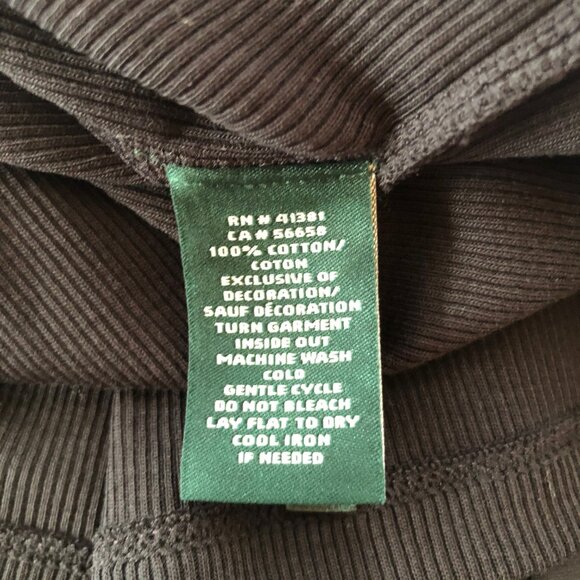 RN # 41381
CA # 56658
100% COTTON/
COTON
EXCLUSIVE OF
DECORATION/
SAUF DÉCORATION
TURN GARMENT
INSIDE OUT
MACHINE WASH
COLD
GENTLE CYCLE
DO NOT BLEACH
LAY FLAT TO DRY
COOL IRON
IF NEEDED